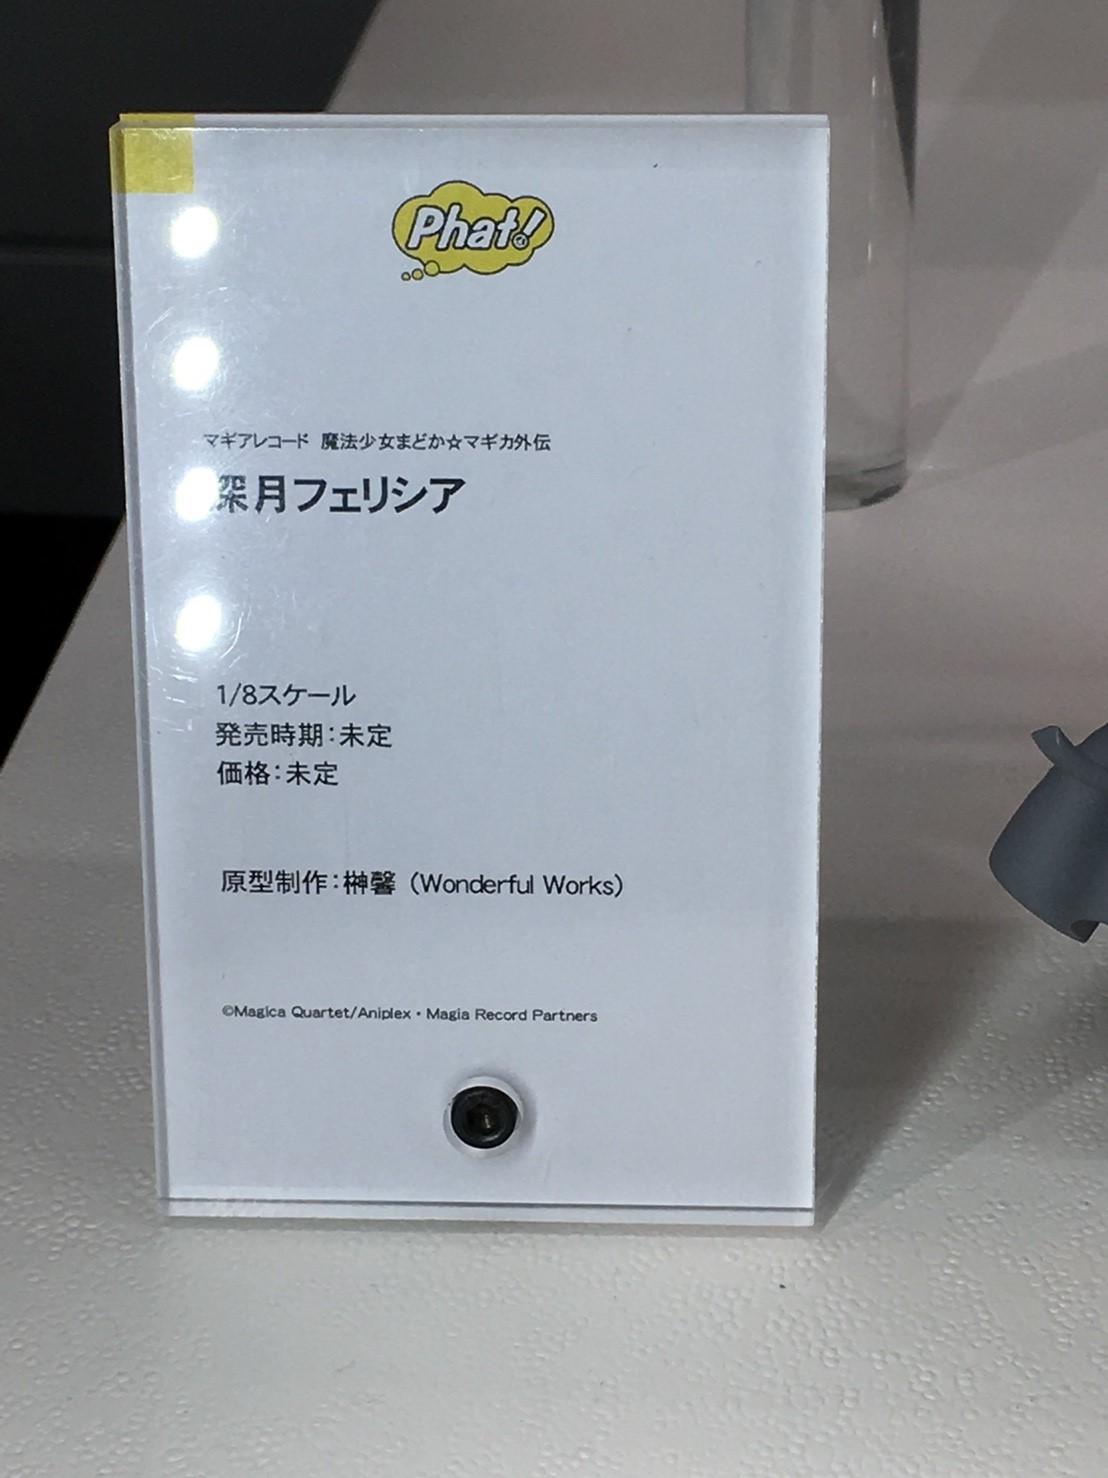 Phat!
マギアレコード 魔法少女まどか☆マギカ外伝
深月フェリシア
1/8スケール
発売時期：未定
価格：未定
原型制作：榊馨（Wonderful Works）
©Magica Quartet/Aniplex・Magia Record Partners